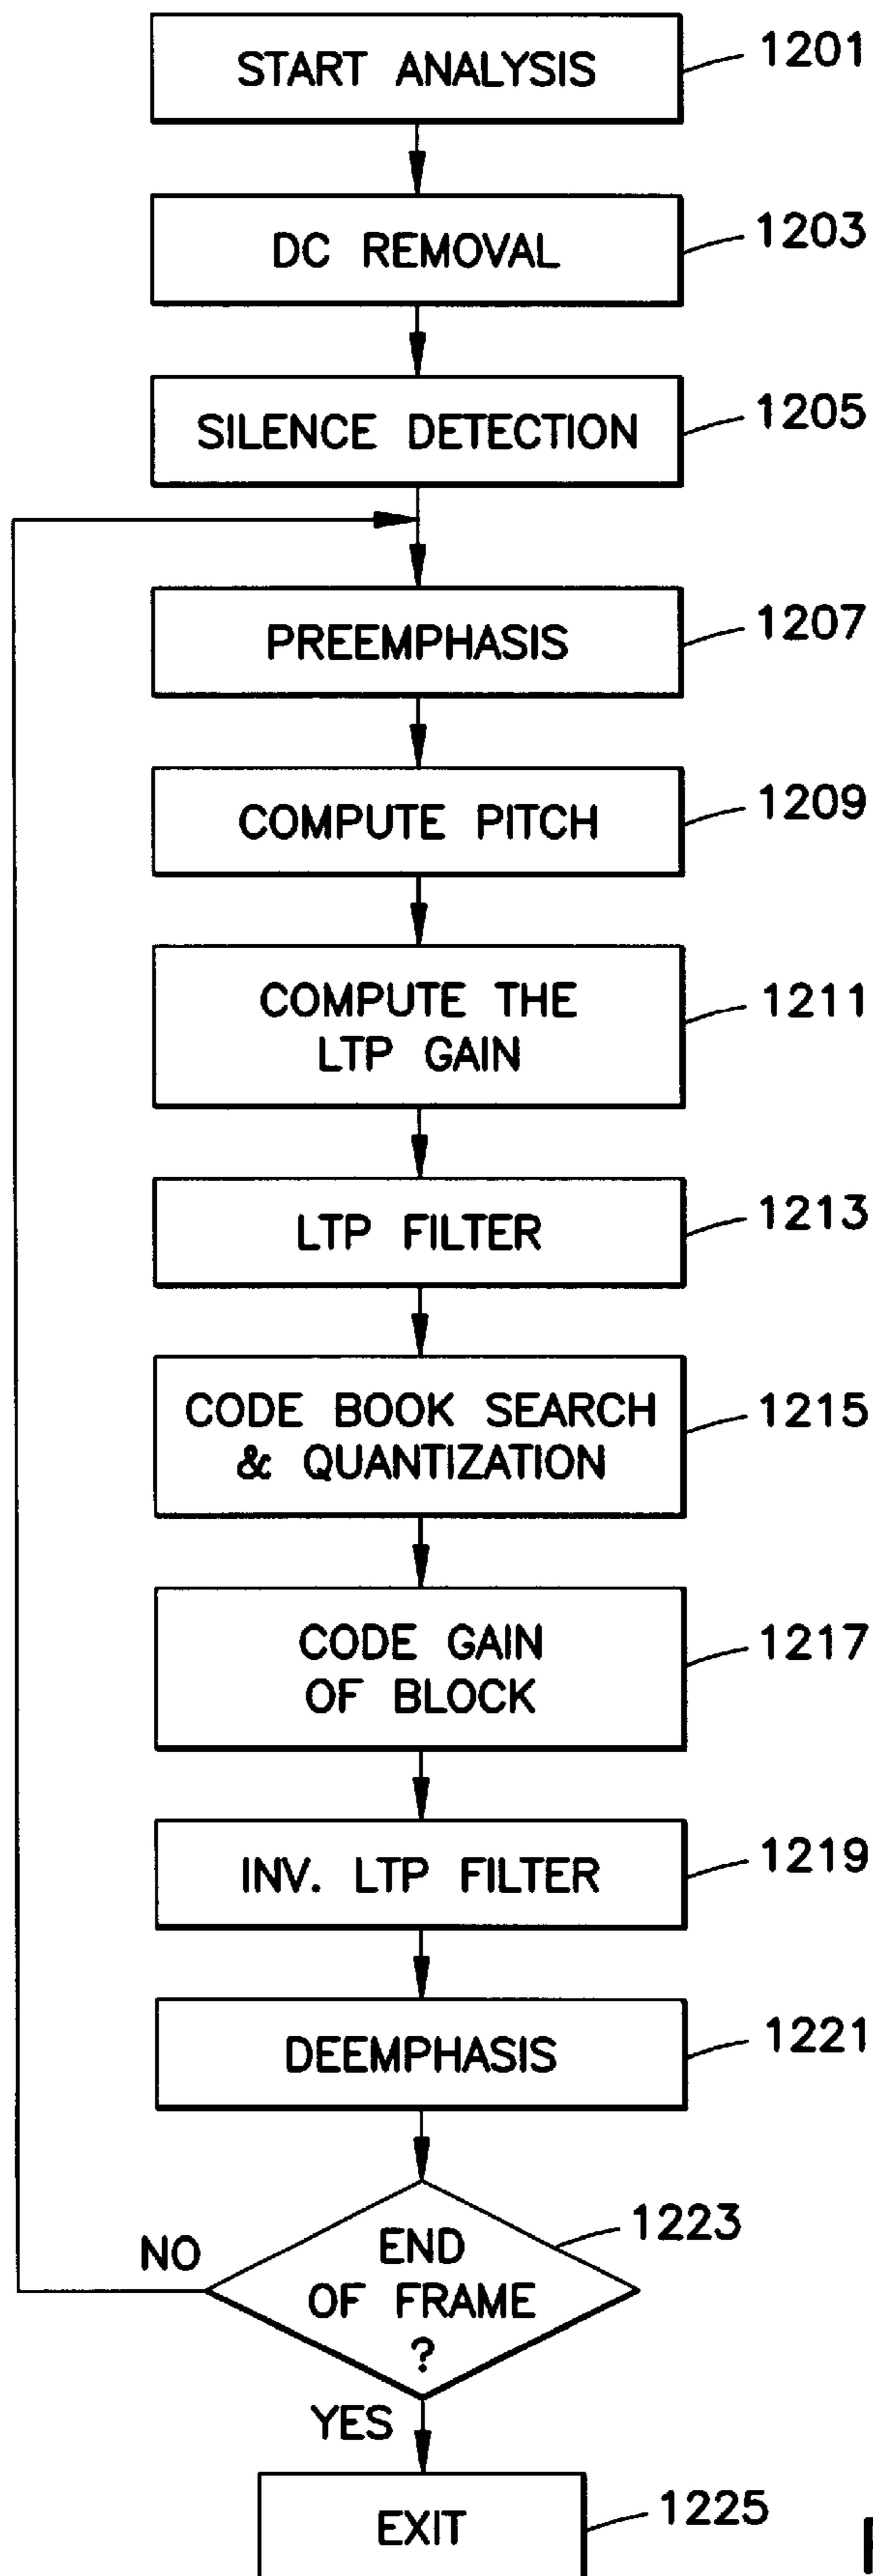 START ANALYSIS
1201
DC REMOVAL
1203
SILENCE DETECTION
1205
PREEMPHASIS
1207
COMPUTE PITCH
1209
COMPUTE THE
LTP GAIN
1211
LTP FILTER
1213
CODE BOOK SEARCH
& QUANTIZATION
1215
CODE GAIN
OF BLOCK
1217
INV. LTP FILTER
1219
DEEMPHASIS
1221
END
OF FRAME
?
1223
NO
YES
EXIT
1225